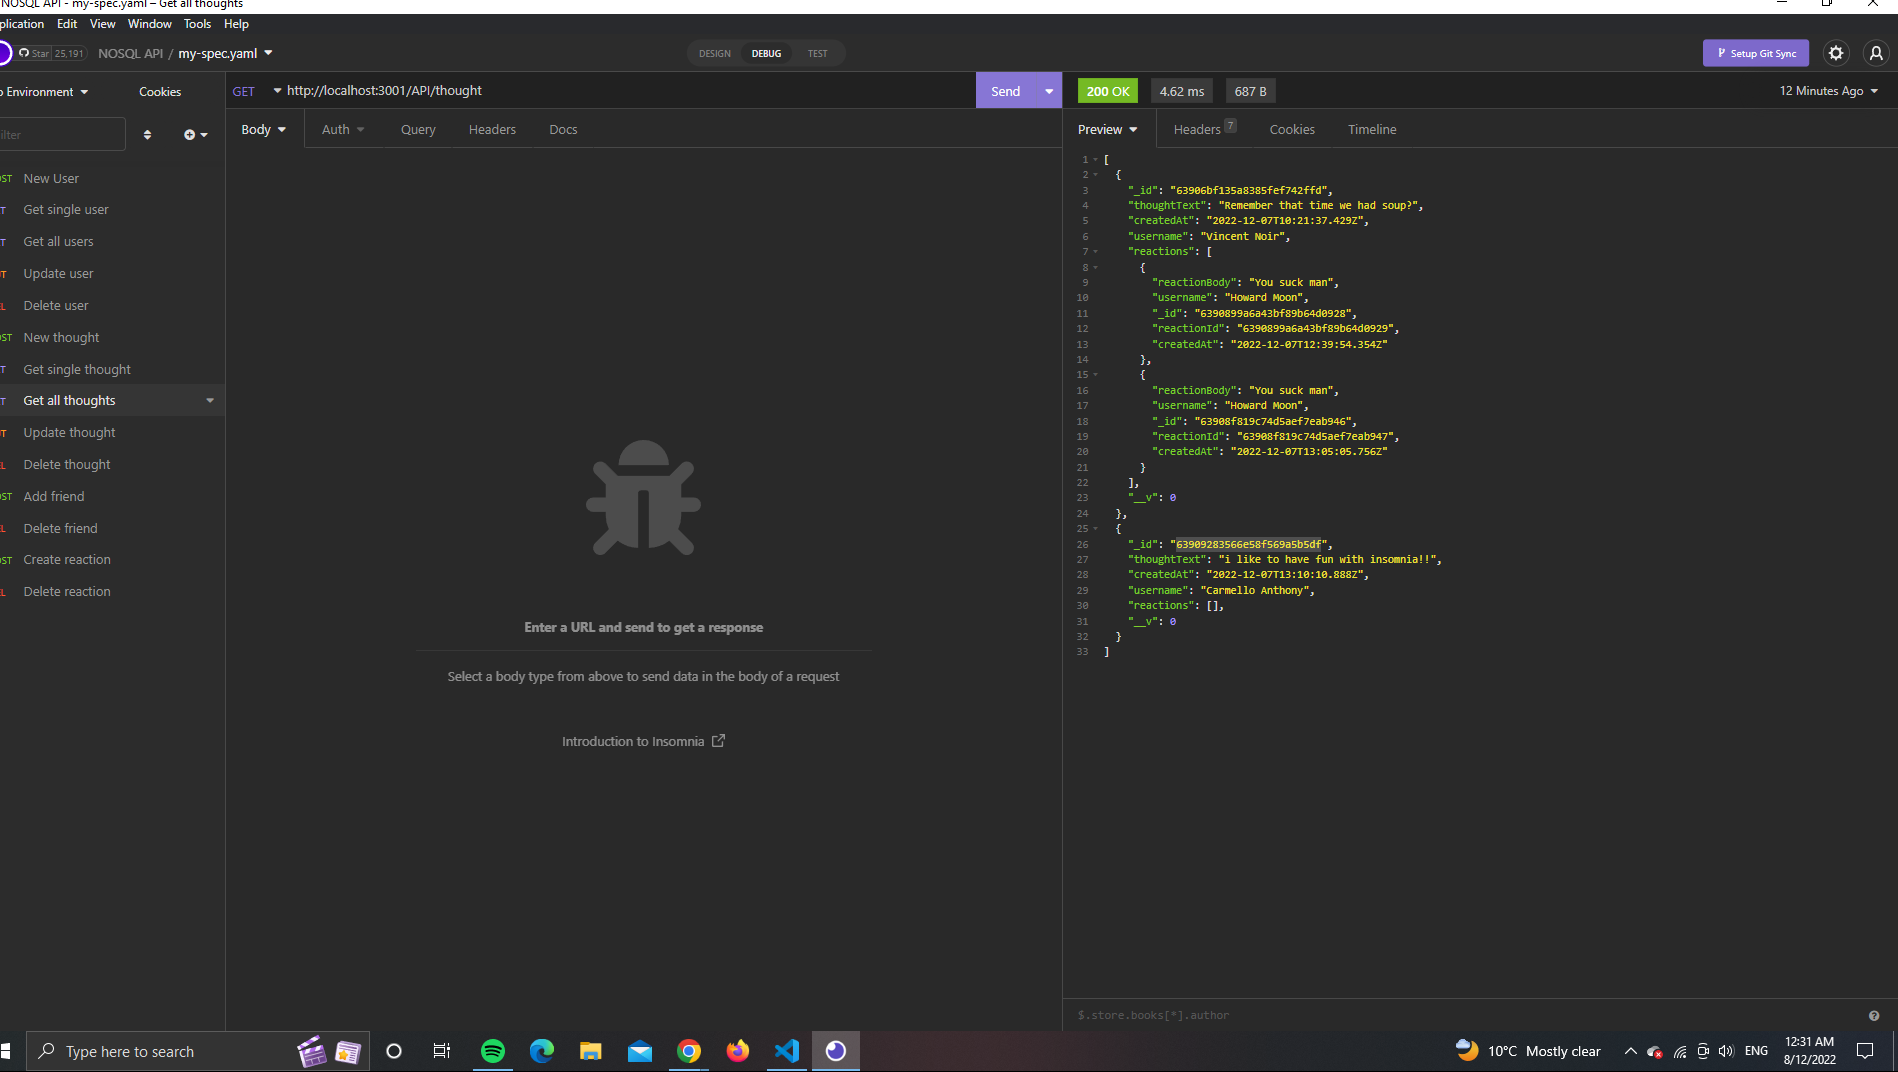 NOSQL API - my-spec.yaml – Get all thoughts
plication Edit View Window Tools Help
Star 25,191 NOSQL API / my-spec.yaml
DESIGN DEBUG TEST
Setup Git Sync
Environment Cookies
GET http://localhost:3001/API/thought
Send
200 OK 4.62 ms 687 B
12 Minutes Ago
ilter
Body Auth Query Headers Docs
Preview Headers 7 Cookies Timeline
OST New User
T Get single user
T Get all users
UT Update user
EL Delete user
OST New thought
T Get single thought
T Get all thoughts
UT Update thought
EL Delete thought
OST Add friend
EL Delete friend
OST Create reaction
EL Delete reaction
Enter a URL and send to get a response
Select a body type from above to send data in the body of a request
Introduction to Insomnia
1 [
2 {
3 "_id": "63906bf135a8385fef742ffd",
4 "thoughtText": "Remember that time we had soup?",
5 "createdAt": "2022-12-07T10:21:37.429Z",
6 "username": "Vincent Noir",
7 "reactions": [
8 {
9 "reactionBody": "You suck man",
10 "username": "Howard Moon",
11 "_id": "6390899a6a43bf89b64d0928",
12 "reactionId": "6390899a6a43bf89b64d0929",
13 "createdAt": "2022-12-07T12:39:54.354Z"
14 },
15 {
16 "reactionBody": "You suck man",
17 "username": "Howard Moon",
18 "_id": "63908f819c74d5aef7eab946",
19 "reactionId": "63908f819c74d5aef7eab947",
20 "createdAt": "2022-12-07T13:05:05.756Z"
21 }
22 ],
23 "__v": 0
24 },
25 {
26 "_id": "63909283566e58f569a5b5df",
27 "thoughtText": "i like to have fun with insomnia!!",
28 "createdAt": "2022-12-07T13:10:10.888Z",
29 "username": "Carmello Anthony",
30 "reactions": [],
31 "__v": 0
32 }
33 ]
$.store.books[*].author
Type here to search
10°C Mostly clear
ENG
12:31 AM
8/12/2022